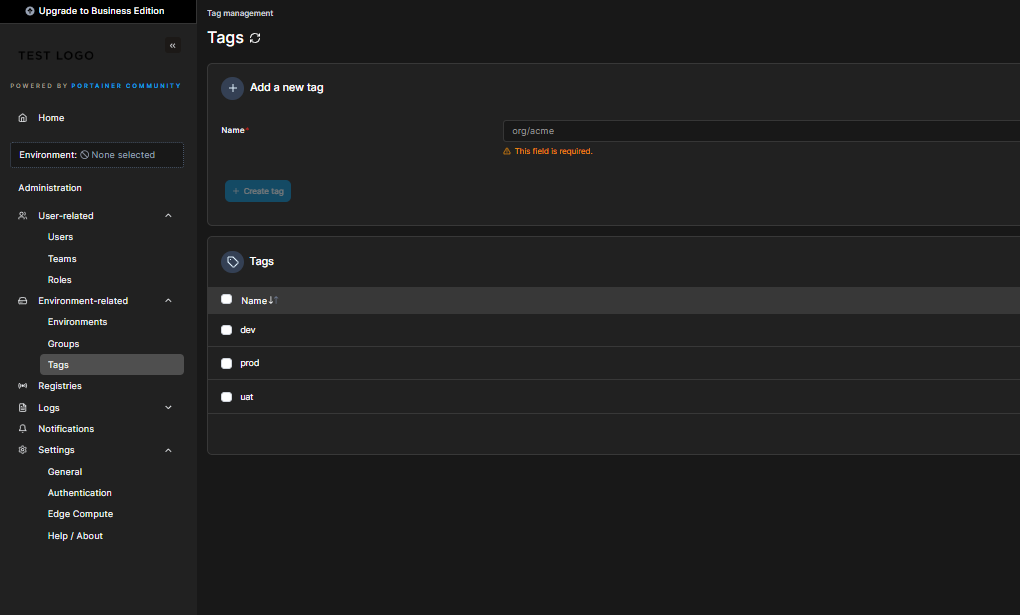 Upgrade to Business Edition
«
TEST LOGO
POWERED BY PORTAINER COMMUNITY
Home
Environment: None selected
Administration
User-related
Users
Teams
Roles
Environment-related
Environments
Groups
Tags
Registries
Logs
Notifications
Settings
General
Authentication
Edge Compute
Help / About
Tag management
Tags
Add a new tag
Name*
org/acme
This field is required.
+ Create tag
Tags
Name
dev
prod
uat